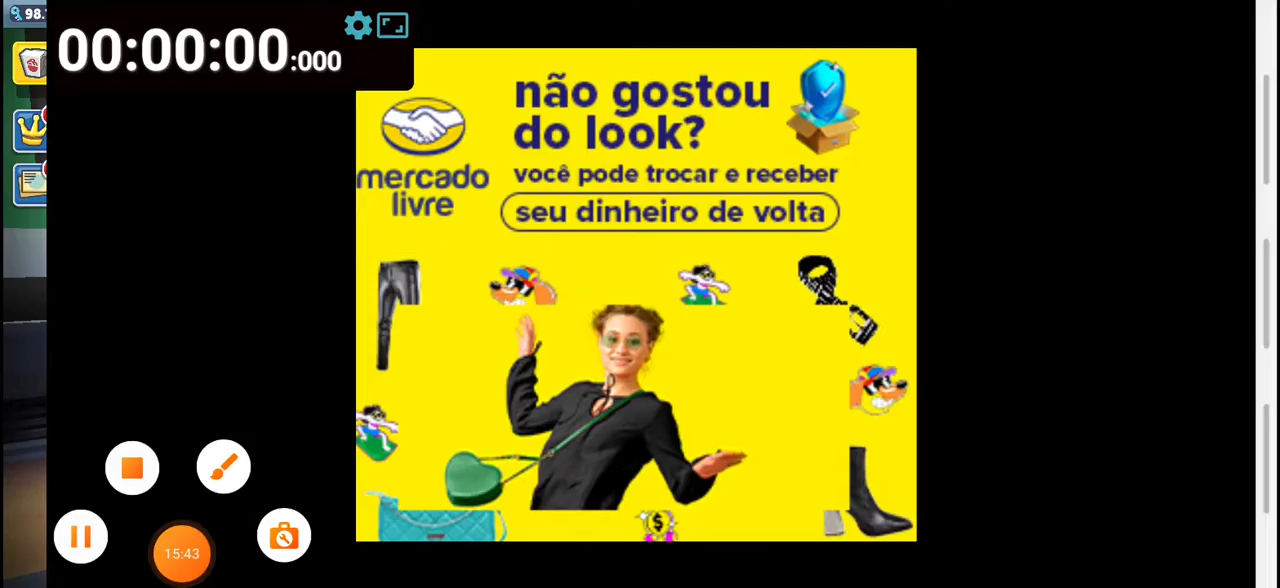 98.
00:00:00:000
não gostou
do look?
mercado
livre
você pode trocar e receber
seu dinheiro de volta
$
15:43